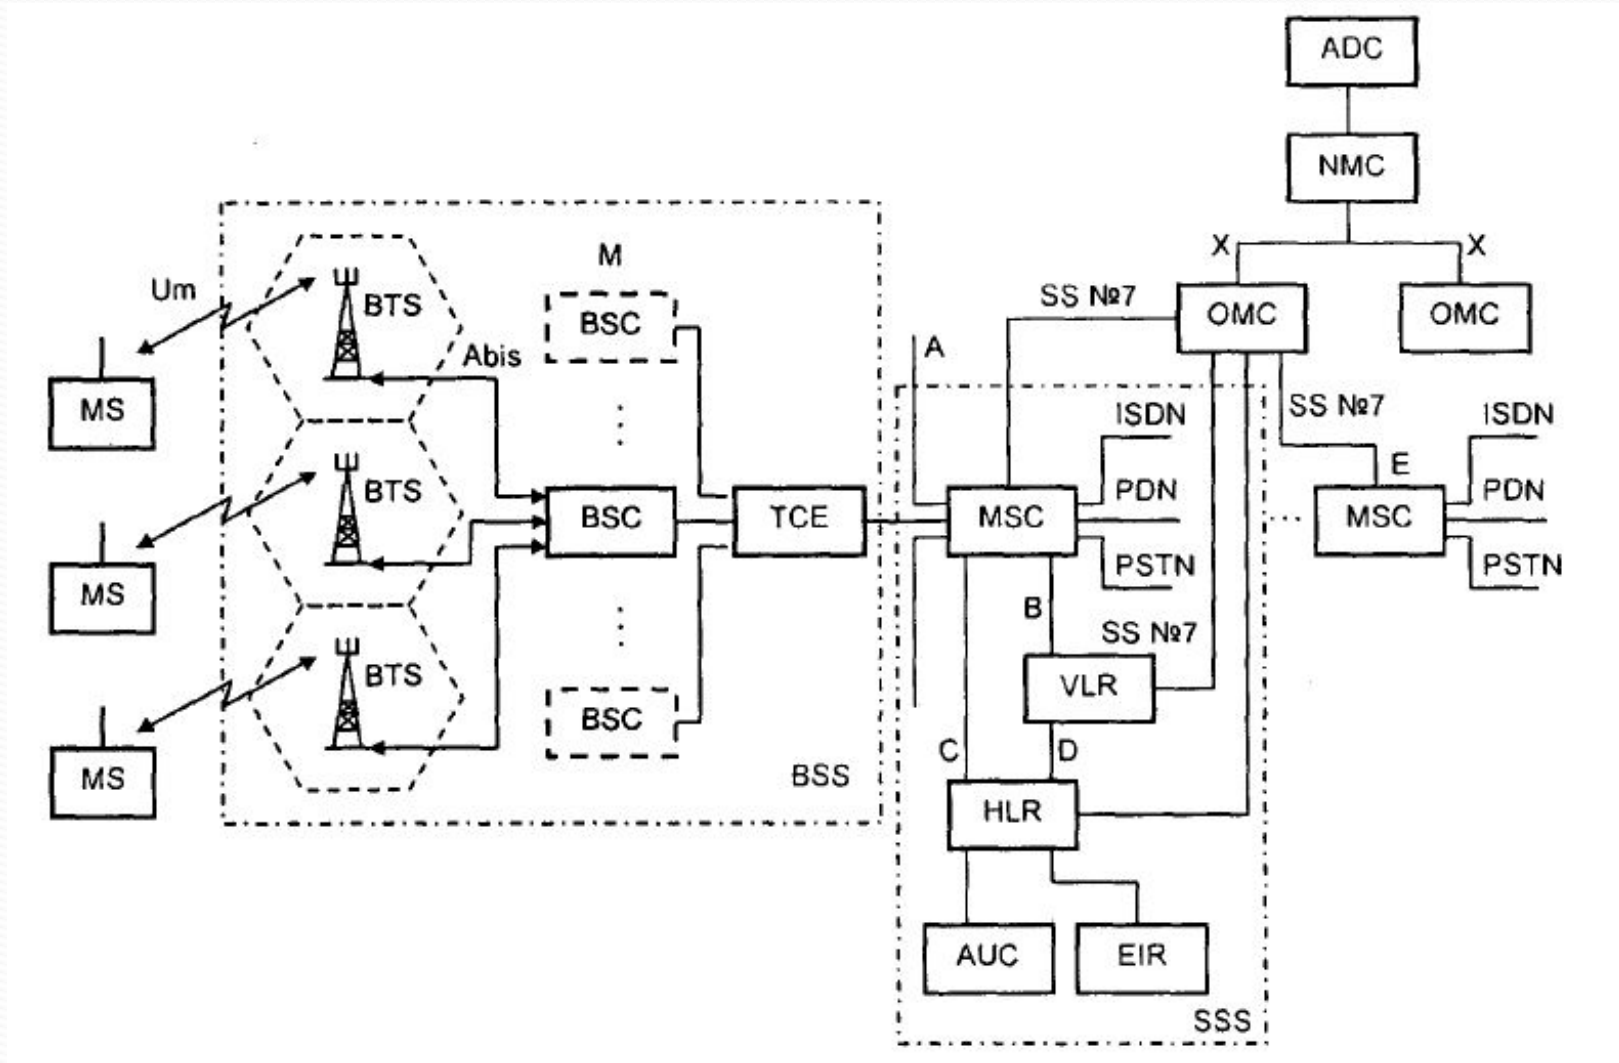 ADC
NMC
X X
SS №7 OMC OMC
M
Um BTS BSC
A
Abis
MS
SS №7
ISDN ISDN
E
BTS PDN PDN
BSC TCE MSC ... MSC
PSTN PSTN
MS
B
SS №7
BTS VLR
BSC
C D
MS BSS
HLR
AUC EIR
SSS